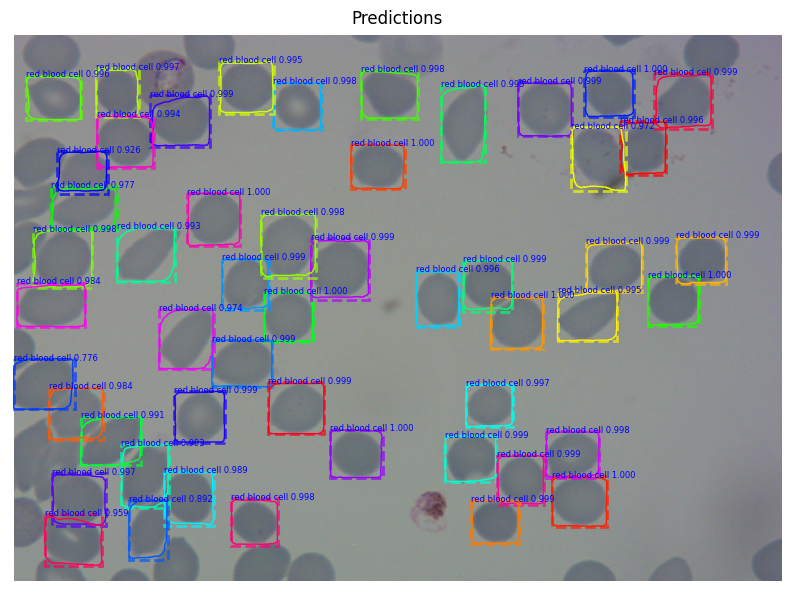 Predictions
red blood cell 0.996
red blood cell 0.997
red blood cell 0.995
red blood cell 0.998
red blood cell 0.998
red blood cell 0.999
red blood cell 1.000
red blood cell 0.999
red blood cell 0.999
red blood cell 0.994
red blood cell 0.996
red blood cell 0.972
red blood cell 1.000
red blood cell 0.926
red blood cell 0.977
red blood cell 1.000
red blood cell 0.998
red blood cell 0.993
red blood cell 0.998
red blood cell 0.999
red blood cell 0.999
red blood cell 0.999
red blood cell 0.999
red blood cell 0.996
red blood cell 0.999
red blood cell 1.000
red blood cell 0.984
red blood cell 1.000
red blood cell 1.000
red blood cell 0.995
red blood cell 0.974
red blood cell 0.999
red blood cell 0.776
red blood cell 0.984
red blood cell 0.999
red blood cell 0.999
red blood cell 0.997
red blood cell 0.991
red blood cell 1.000
red blood cell 0.998
red blood cell 0.999
red blood cell 0.999
red blood cell
red blood cell 0.997
red blood cell 0.989
red blood cell 1.000
red blood cell 0.892
red blood cell 0.998
red blood cell 0.999
red blood cell 0.959